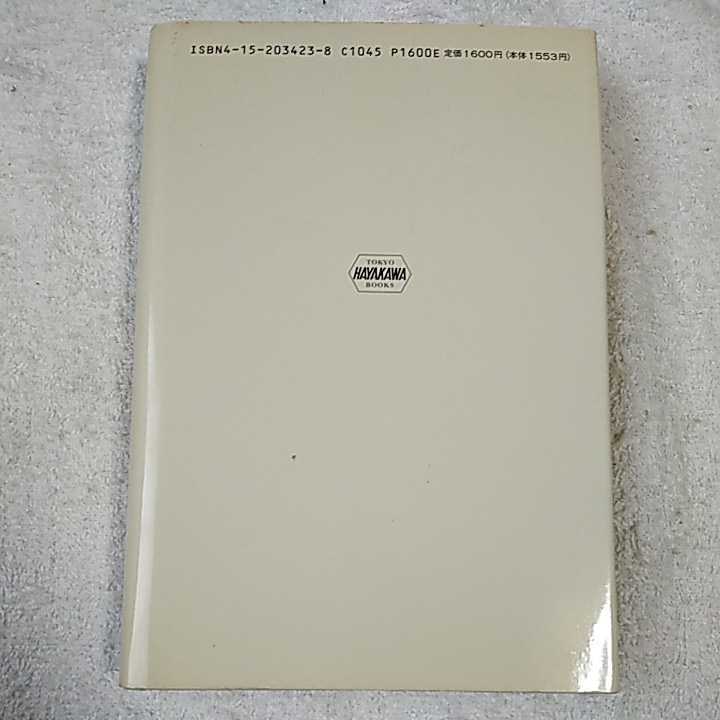 ISBN4-15-203423-8 C1045 P1600E 定価1600円(本体1553円)
TOKYO
HAYAKAWA
BOOKS